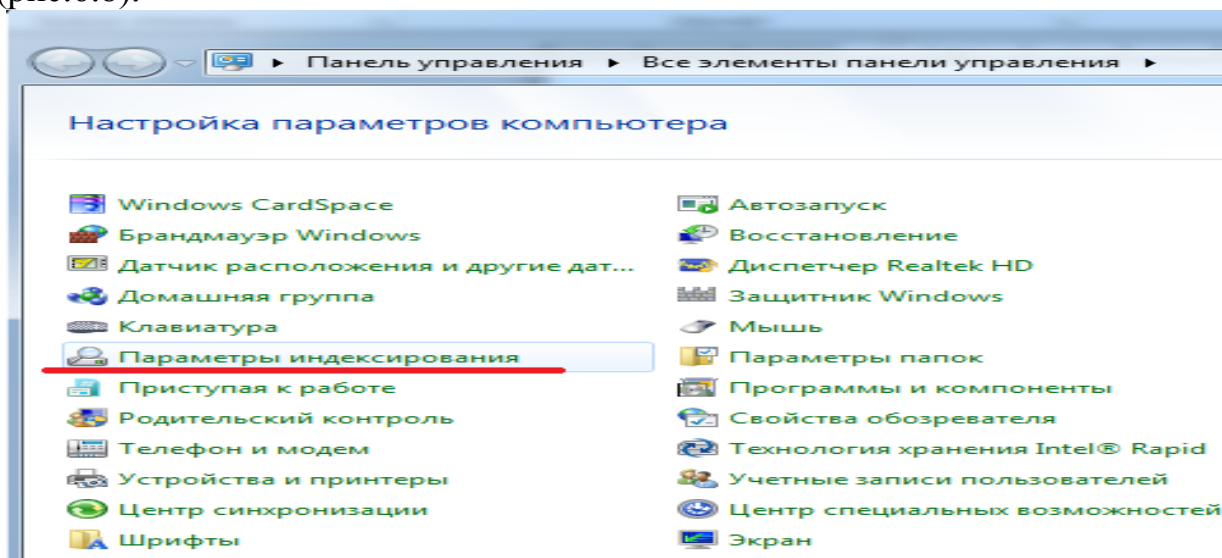 Панель управления ▸ Все элементы панели управления ▸
Настройка параметров компьютера
Windows CardSpace
Брандмауэр Windows
Датчик расположения и другие дат...
Домашняя группа
Клавиатура
Параметры индексирования
Приступая к работе
Родительский контроль
Телефон и модем
Устройства и принтеры
Центр синхронизации
Шрифты
Автозапуск
Восстановление
Диспетчер Realtek HD
Защитник Windows
Мышь
Параметры папок
Программы и компоненты
Свойства обозревателя
Технология хранения Intel® Rapid
Учетные записи пользователей
Центр специальных возможностей
Экран